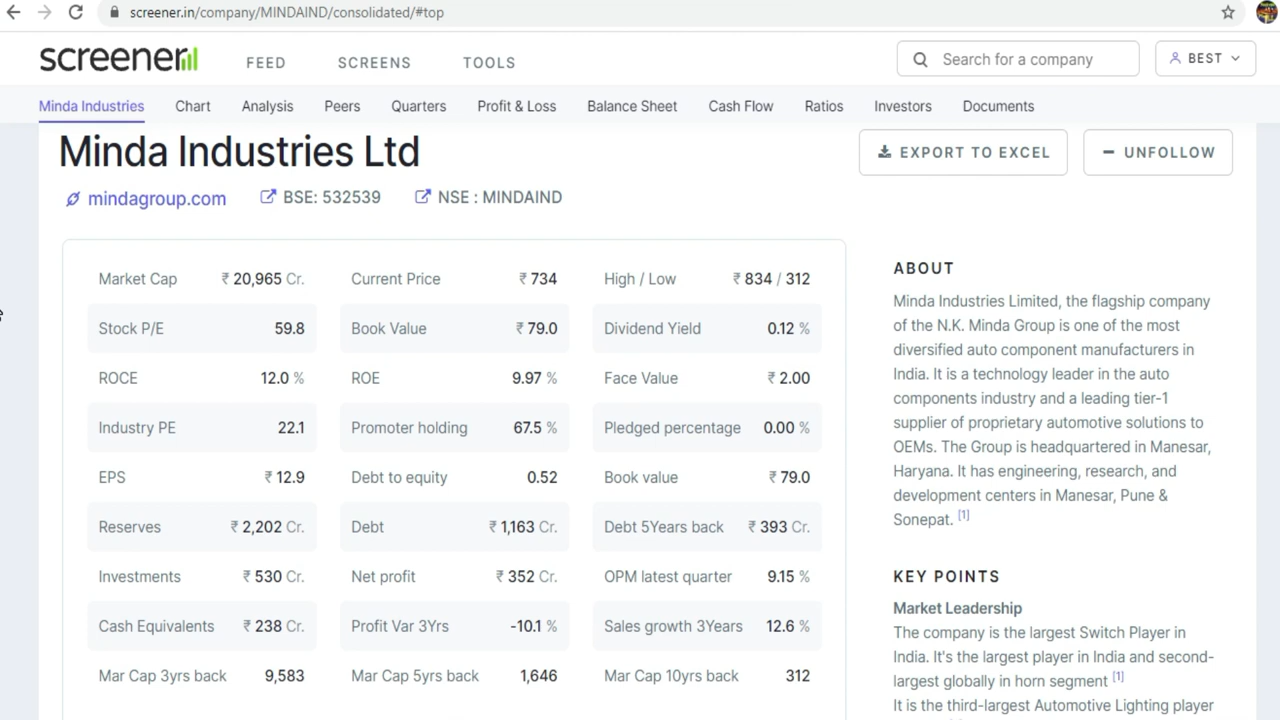 screener.in/company/MINDAIND/consolidated/#top
screener
FEED SCREENS TOOLS
Search for a company
BEST
Minda Industries Chart Analysis Peers Quarters Profit & Loss Balance Sheet Cash Flow Ratios Investors Documents
Minda Industries Ltd
EXPORT TO EXCEL
UNFOLLOW
mindagroup.com BSE: 532539 NSE : MINDAIND
Market Cap ₹ 20,965 Cr. Current Price ₹ 734 High / Low ₹ 834 / 312
Stock P/E 59.8 Book Value ₹ 79.0 Dividend Yield 0.12 %
ROCE 12.0 % ROE 9.97 % Face Value ₹ 2.00
Industry PE 22.1 Promoter holding 67.5 % Pledged percentage 0.00 %
EPS ₹ 12.9 Debt to equity 0.52 Book value ₹ 79.0
Reserves ₹ 2,202 Cr. Debt ₹ 1,163 Cr. Debt 5Years back ₹ 393 Cr.
Investments ₹ 530 Cr. Net profit ₹ 352 Cr. OPM latest quarter 9.15 %
Cash Equivalents ₹ 238 Cr. Profit Var 3Yrs -10.1 % Sales growth 3Years 12.6 %
Mar Cap 3yrs back 9,583 Mar Cap 5yrs back 1,646 Mar Cap 10yrs back 312
ABOUT
Minda Industries Limited, the flagship company
of the N.K. Minda Group is one of the most
diversified auto component manufacturers in
India. It is a technology leader in the auto
components industry and a leading tier-1
supplier of proprietary automotive solutions to
OEMs. The Group is headquartered in Manesar,
Haryana. It has engineering, research, and
development centers in Manesar, Pune &
Sonepat. [1]
KEY POINTS
Market Leadership
The company is the largest Switch Player in
India. It's the largest player in India and second-
largest globally in horn segment [1]
It is the third-largest Automotive Lighting player